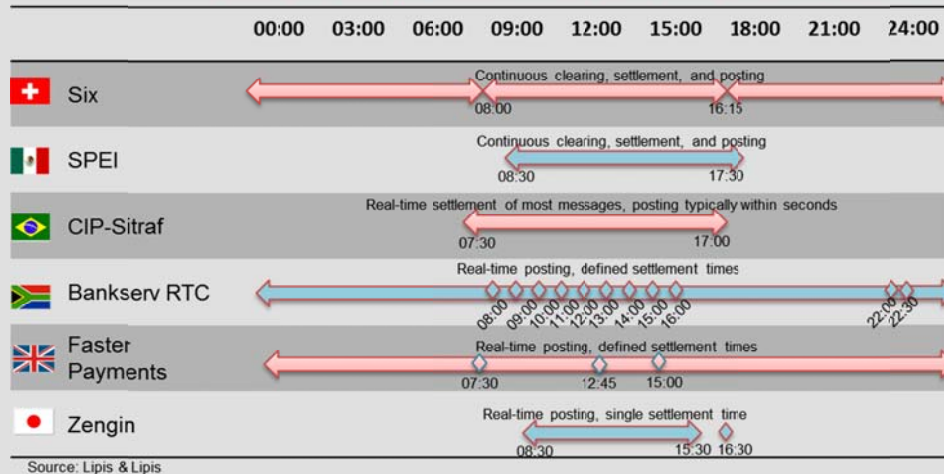 00:00 03:00 06:00 09:00 12:00 15:00 18:00 21:00 24:00
Continuous clearing, settlement, and posting
Six
08:00 16:15
Continuous clearing, settlement, and posting
SPEI
08:30 17:30
Real-time settlement of most messages, posting typically within seconds
CIP-Sitraf
07:30 17:00
Real-time posting, defined settlement times
Bankserv RTC
08:00 09:00 10:00 11:00 12:00 13:00 14:00 15:00 16:00 22:00 22:30
Real-time posting, defined settlement times
Faster
Payments
07:30 12:45 15:00
Real-time posting, single settlement time
Zengin
08:30 15:30 16:30
Source: Lipis & Lipis